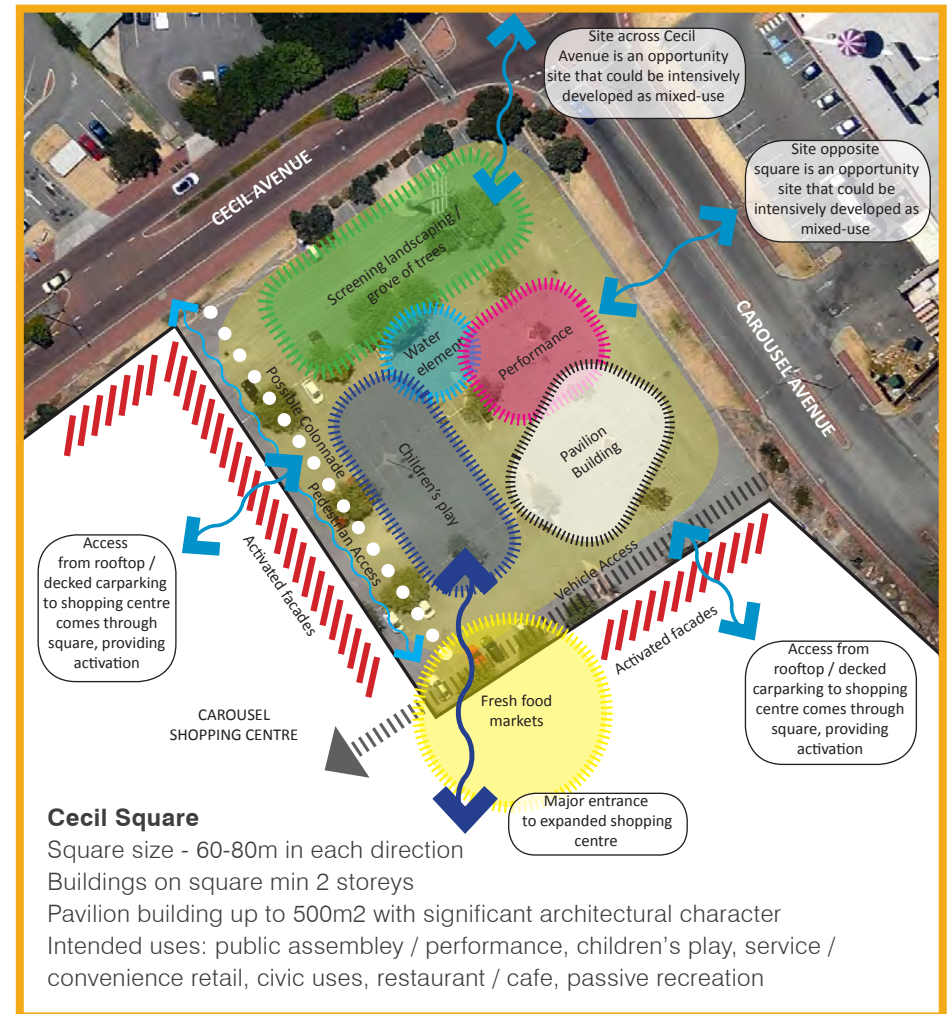 Site across Cecil
Avenue is an opportunity
site that could be intensively
developed as mixed-use
Site opposite
square is an opportunity
site that could be
intensively developed as
mixed-use
CECIL AVENUE
CAROUSEL AVENUE
Screening landscaping /
grove of trees
Water
element
Performance
Pavilion
Building
Children's play
Possible Colonnade
Pedestrian Access
Activated facades
Vehicle Access
Activated facades
Access
from rooftop /
decked carparking
to shopping centre
comes through
square, providing
activation
Access from
rooftop / decked
carparking to shopping
centre comes through
square, providing
activation
CAROUSEL
SHOPPING CENTRE
Fresh food
markets
Major entrance
to expanded shopping
centre
Cecil Square
Square size - 60-80m in each direction
Buildings on square min 2 storeys
Pavilion building up to 500m2 with significant architectural character
Intended uses: public assembley / performance, children's play, service /
convenience retail, civic uses, restaurant / cafe, passive recreation